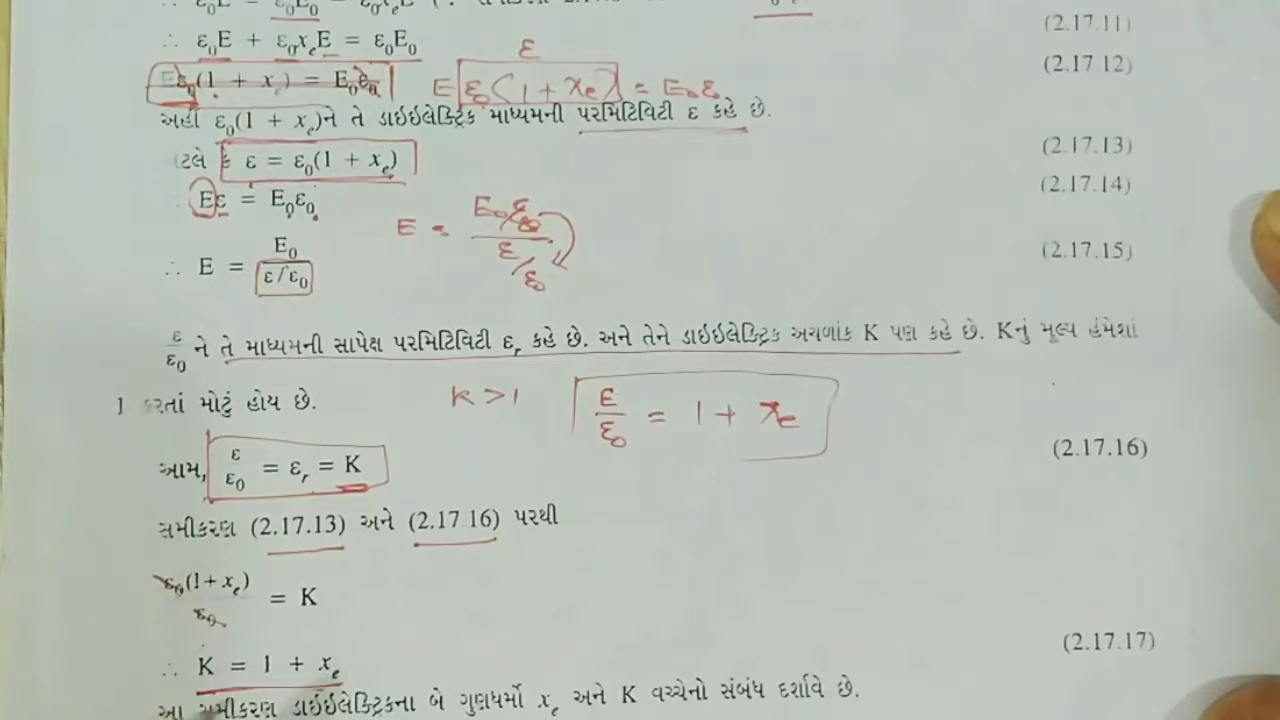 (2.17.11)
∴ ε₀E + ε₀xₑE = ε₀E₀
ε
Eε₀(1 + xₑ) = E₀ε₀ (2.17.12)
E ε₀(1 + xₑ) = E₀ε₀
અહીં ε₀(1 + xₑ)ને તે ડાઇઇલેક્ટ્રિક માધ્યમની પરમિટિવિટી ε કહે છે.
ε = ε₀(1 + xₑ) (2.17.13)
Eε = E₀ε₀ (2.17.14)
E = E₀ε₀ / ε/ε₀
∴ E = E₀ / ε/ε₀ (2.17.15)
ε/ε₀ ને તે માધ્યમની સાપેક્ષ પરમિટિવિટી εᵣ કહે છે. અને તેને ડાઇઇલેક્ટ્રિક અચળાંક K પણ કહે છે. Kનું મૂલ્ય હંમેશાં
1 કરતાં મોટું હોય છે.
K > 1
ε/ε₀ = 1 + xₑ
આમ, ε/ε₀ = εᵣ = K (2.17.16)
સમીકરણ (2.17.13) અને (2.17 16) પરથી
ε₀(1 + xₑ)/ε₀ = K
∴ K = 1 + xₑ (2.17.17)
આ સમીકરણ ડાઇઇલેક્ટ્રિકના બે ગુણધર્મો xₑ અને K વચ્ચેનો સંબંધ દર્શાવે છે.